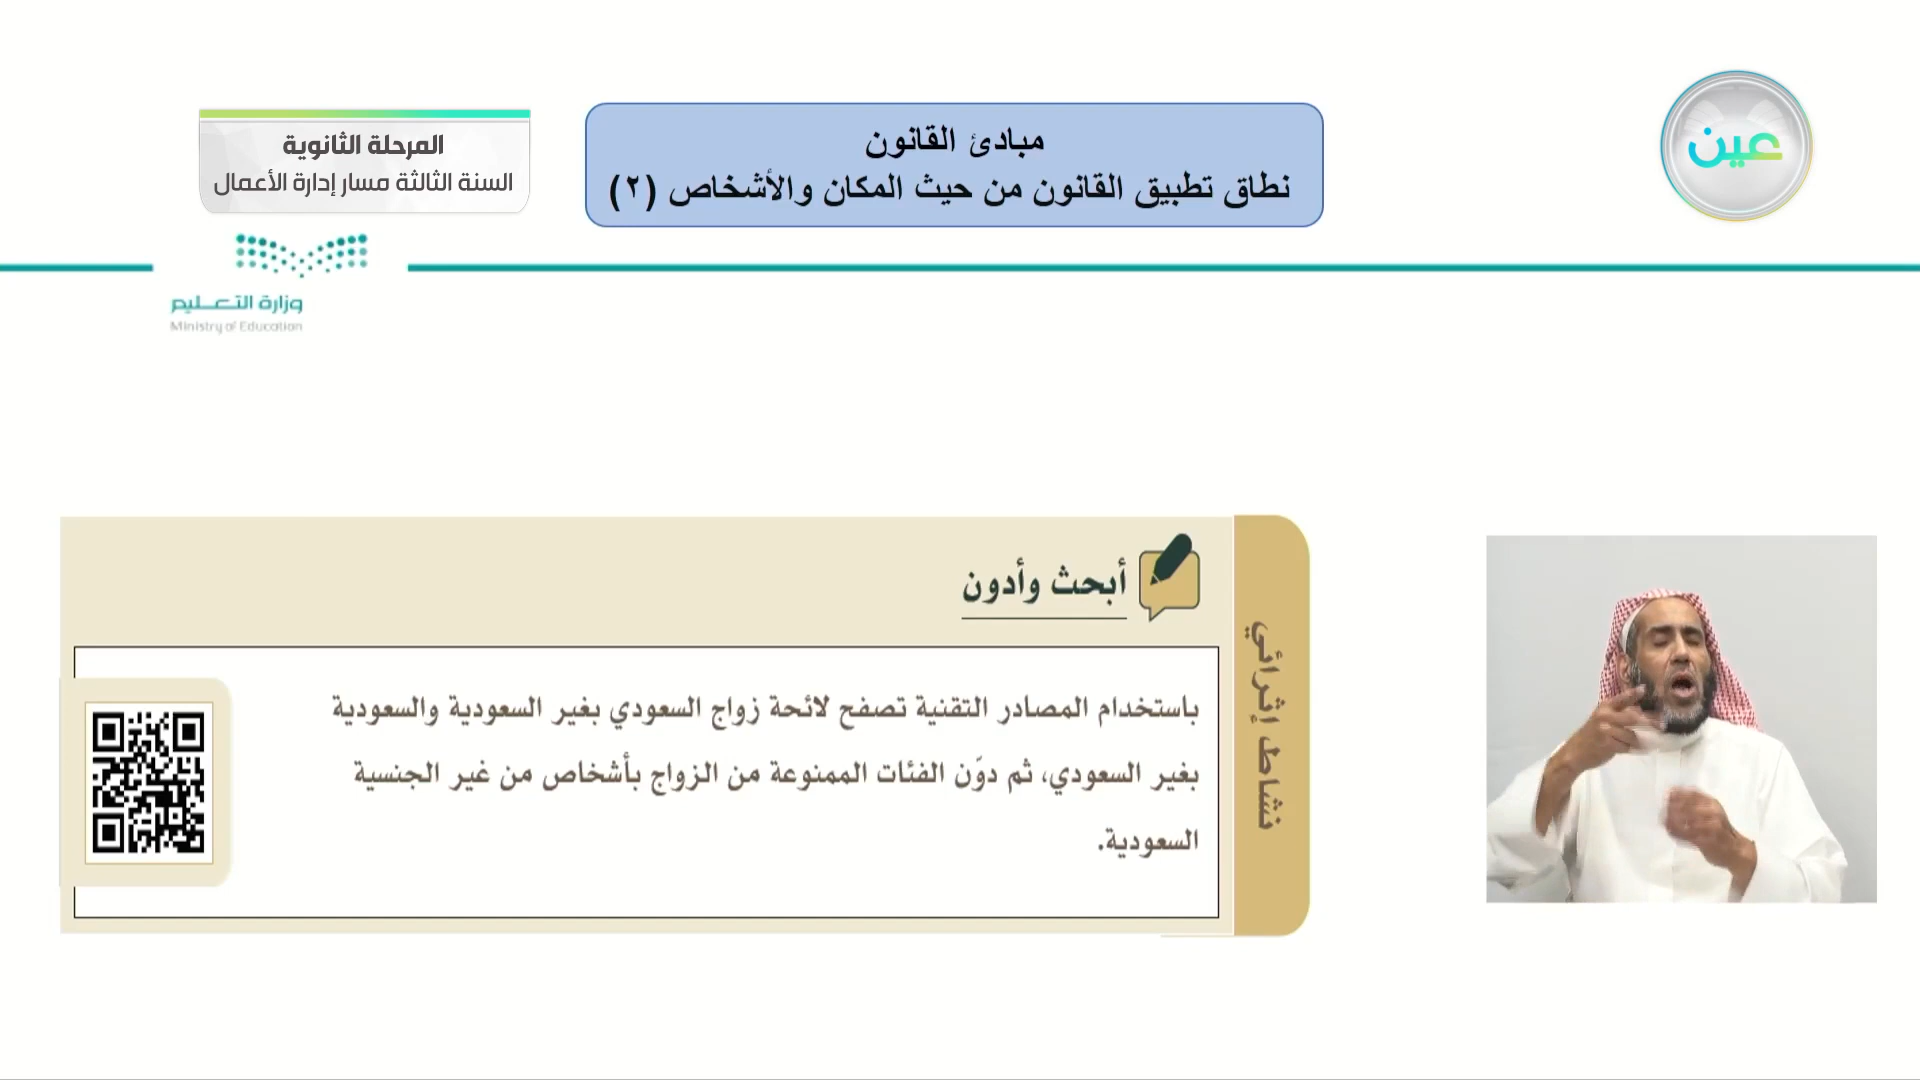 عين
مبادئ القانون
نطاق تطبيق القانون من حيث المكان والأشخاص (٢)
المرحلة الثانوية
السنة الثالثة مسار إدارة الأعمال
وزارة التعليم
Ministry of Education
نشاط إثرائي
أبحث وأدون
باستخدام المصادر التقنية تصفح لائحة زواج السعودي بغير السعودية والسعودية
بغير السعودي، ثم دوّن الفئات الممنوعة من الزواج بأشخاص من غير الجنسية
السعودية.